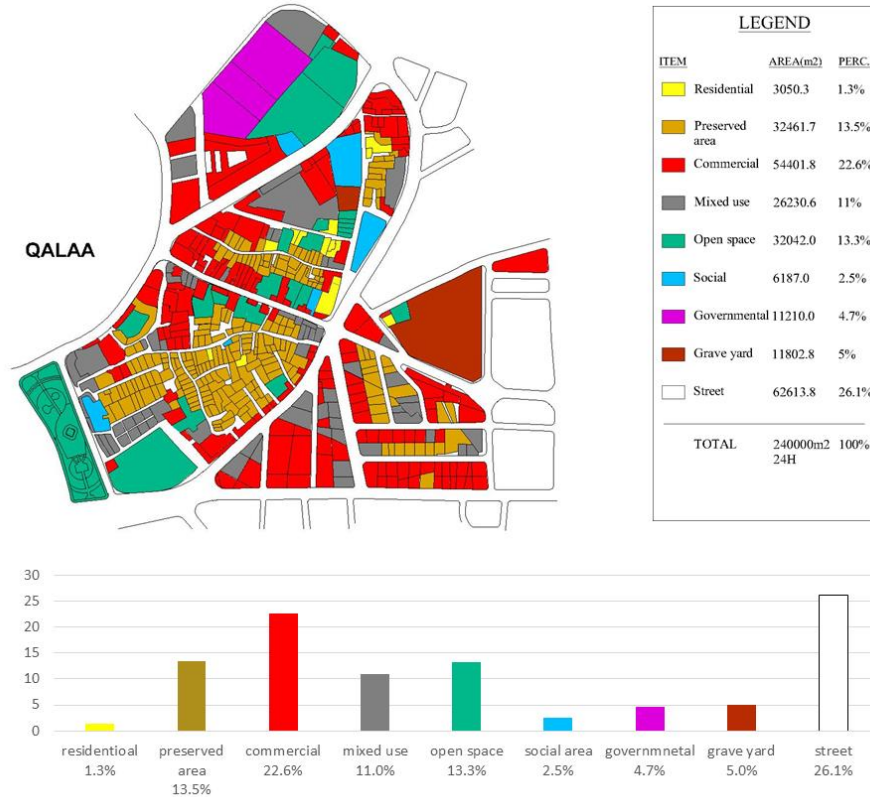 QALAA
LEGEND
ITEM AREA(m2) PERC.
Residential 3050.3 1.3%
Preserved area 32461.7 13.5%
Commercial 54401.8 22.6%
Mixed use 26230.6 11%
Open space 32042.0 13.3%
Social 6187.0 2.5%
Governmental 11210.0 4.7%
Grave yard 11802.8 5%
Street 62613.8 26.1%
TOTAL 240000m2 100%
24H
30
25
20
15
10
5
0
residentioal preserved commercial mixed use open space social area governmnetal grave yard street
1.3% area 22.6% 11.0% 13.3% 2.5% 4.7% 5.0% 26.1%
13.5%